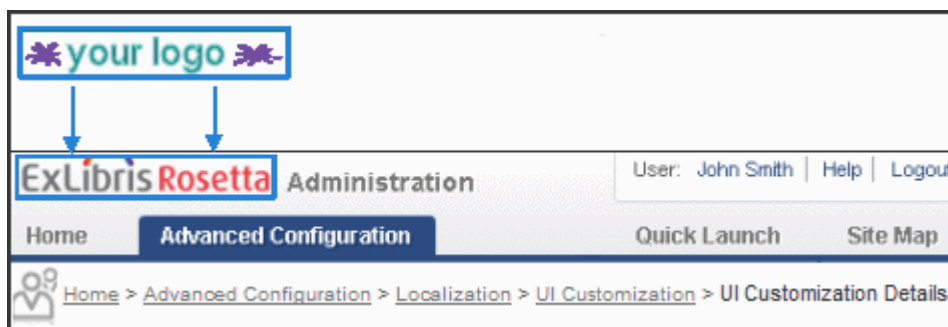 your logo
ExLibris Rosetta Administration User: John Smith | Help | Logout
Home Advanced Configuration Quick Launch Site Map
Home > Advanced Configuration > Localization > UI Customization > UI Customization Details